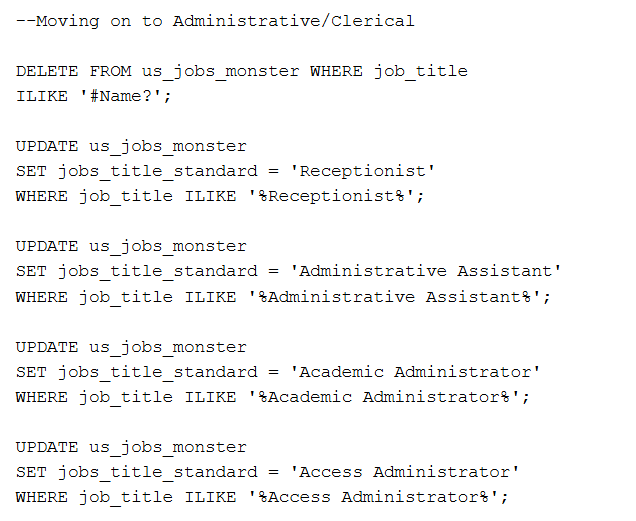 --Moving on to Administrative/Clerical
DELETE FROM us_jobs_monster WHERE job_title
ILIKE '#Name?';
UPDATE us_jobs_monster
SET jobs_title_standard = 'Receptionist'
WHERE job_title ILIKE '%Receptionist%';
UPDATE us_jobs_monster
SET jobs_title_standard = 'Administrative Assistant'
WHERE job_title ILIKE '%Administrative Assistant%';
UPDATE us_jobs_monster
SET jobs_title_standard = 'Academic Administrator'
WHERE job_title ILIKE '%Academic Administrator%';
UPDATE us_jobs_monster
SET jobs_title_standard = 'Access Administrator'
WHERE job_title ILIKE '%Access Administrator%';